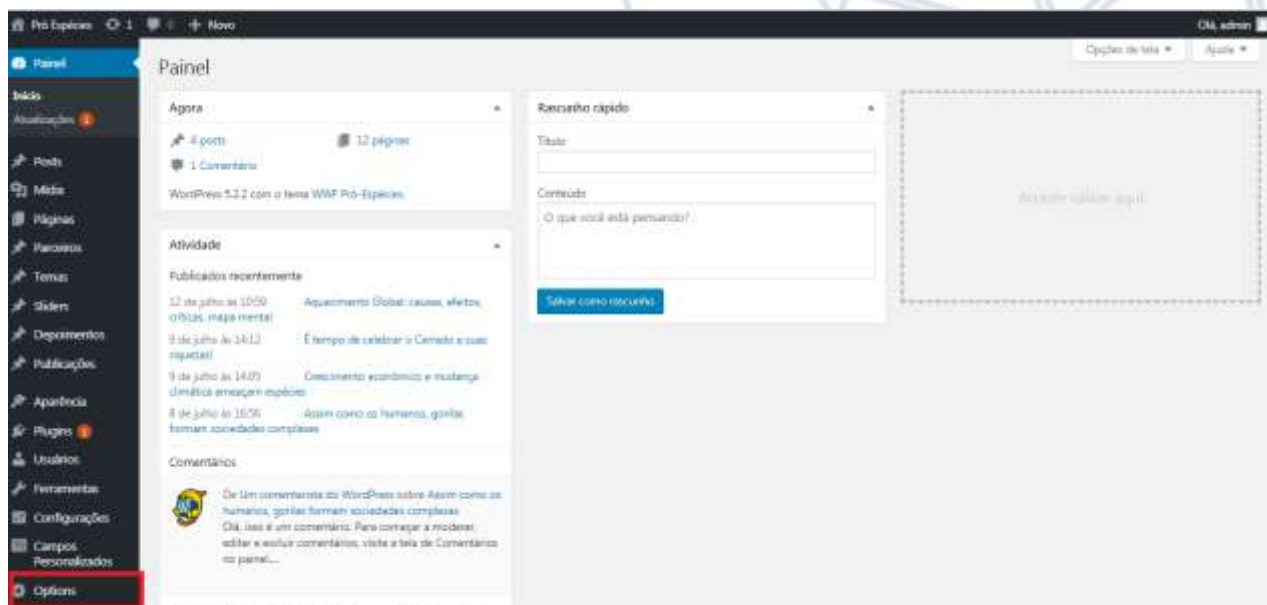 Pró Espécies 1 0 + Novo
Olá, admin
Opções de tela
Ajuda
Painel
Início
Atualizações 1
Posts
Mídia
Páginas
Parceiros
Temas
Sliders
Depoimentos
Publicações
Aparência
Plugins 1
Usuários
Ferramentas
Configurações
Campos
Personalizados
Options
Painel
Agora
4 posts
12 páginas
1 Comentário
WordPress 5.2.2 com o tema WWF Pró-Espécies.
Atividade
Publicados recentemente
12 de julho às 10:59 Aquecimento Global: causas, efeitos,
críticas, mapa mental
9 de julho às 14:12 É tempo de celebrar o Cerrado e suas
riquezas!
9 de julho às 14:05 Crescimento econômico e mudança
climática ameaçam espécies
8 de julho às Assim como os humanos, gorilas
formam sociedades complexas
Comentários
De Um comentarista do WordPress sobre Assim como os
humanos, gorilas formam sociedades complexas
Olá, isso é um comentário. Para começar a moderar,
editar e excluir comentários, visite a tela de Comentários
no painel....
Rascunho rápido
Título
Conteúdo
O que você está pensando?
Salvar como rascunho
Arraste caixas aqui